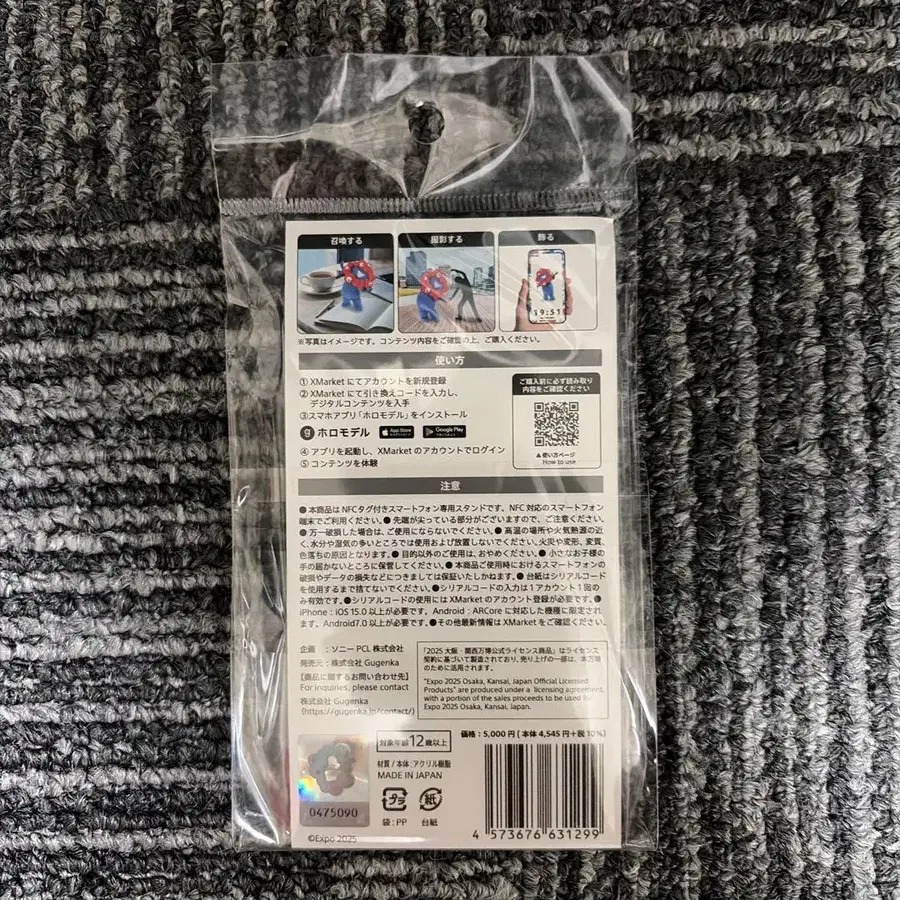 召喚する
撮影する
飾る
19:51
※写真はイメージです。コンテンツ内容をご確認の上、ご購入ください。
使い方
① XMarket にてアカウントを新規登録
② XMarket にて引き換えコードを入力し、
デジタルコンテンツを入手
③スマホアプリ「ホロモデル」をインストール
ホロモデル
App Store
Google Play
④ アプリを起動し、XMarket のアカウントでログイン
⑤ コンテンツを体験
ご購入前に必ず読み取り
内容をご確認ください
▲使い方ページ
How to use
注意
● 本商品は NFCタグ付きスマートフォン専用スタンドです。NFC 対応のスマートフォン
端末でご利用ください。● 先端が尖っている部分がございますので、ご注意ください。
● 万一破損した場合は、ご使用にならないでください。● 高温の場所や火気熱源の近
く、水分や湿気の多いところでは使用および放置しないでください。火災や変形、変質、
色落ちの原因となります。● 目的以外のご使用は、おやめください。● 小さなお子様の
手の届かないところに保管してください。● 本商品ご使用時におけるスマートフォンの
破損やデータの損失などにつきましては保証いたしかねます。● 台紙はシリアルコード
を使用するまで捨てないでください。●シリアルコードの入力は1アカウント1回の
み有効です。●シリアルコードの使用には XMarket のアカウント登録が必要です。●
iPhone：iOS 15.0 以上が必要です。Android：ARCore に対応した機種に限定され
ます。Android7.0 以上が必要です。●その他最新情報は XMarket をご確認ください。
企画 ：ソニー PCL 株式会社
発売元：株式会社 Gugenka
【商品に関するお問い合わせ先】
For inquiries, please contact
株式会社 Gugenka
（https://gugenka.jp/contact/）
「2025 大阪・関西万博公式ライセンス商品」はライセンス
契約に基づいて製造されており、売り上げの一部は、本万博
のために活用されます。
"Expo 2025 Osaka, Kansai, Japan Official Licensed
Products" are produced under a licensing agreement,
with a portion of the sales proceeds to be used for
Expo 2025 Osaka, Kansai, Japan.
価格：5,000 円 ( 本体 4,545 円＋税 10%)
対象年齢 12 歳以上
材質 / 本体：アクリル樹脂
MADE IN JAPAN
プラ
紙
袋：PP
台紙
0475090
©Expo 2025
4 573676 631299